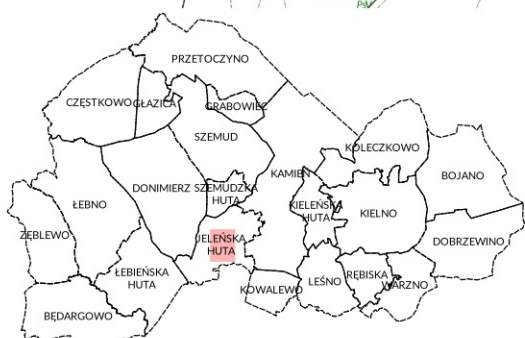 PsV
PRZETOCZYNO
CZĘSTKOWO
GŁAZICA
GRABOWIEC
SZEMUD
KOLECZKOWO
KAMIEŃ
BOJANO
DONIMIERZ
SZEMUDZKA
HUTA
ŁEBNO
KIELEŃSKA
HUTA
KIELNO
ZĘBLEWO
JELEŃSKA
HUTA
DOBRZEWINO
ŁEBIEŃSKA
HUTA
KOWALEWO
LEŚNO
RĘBISKA
WARZNO
BĘDARGOWO